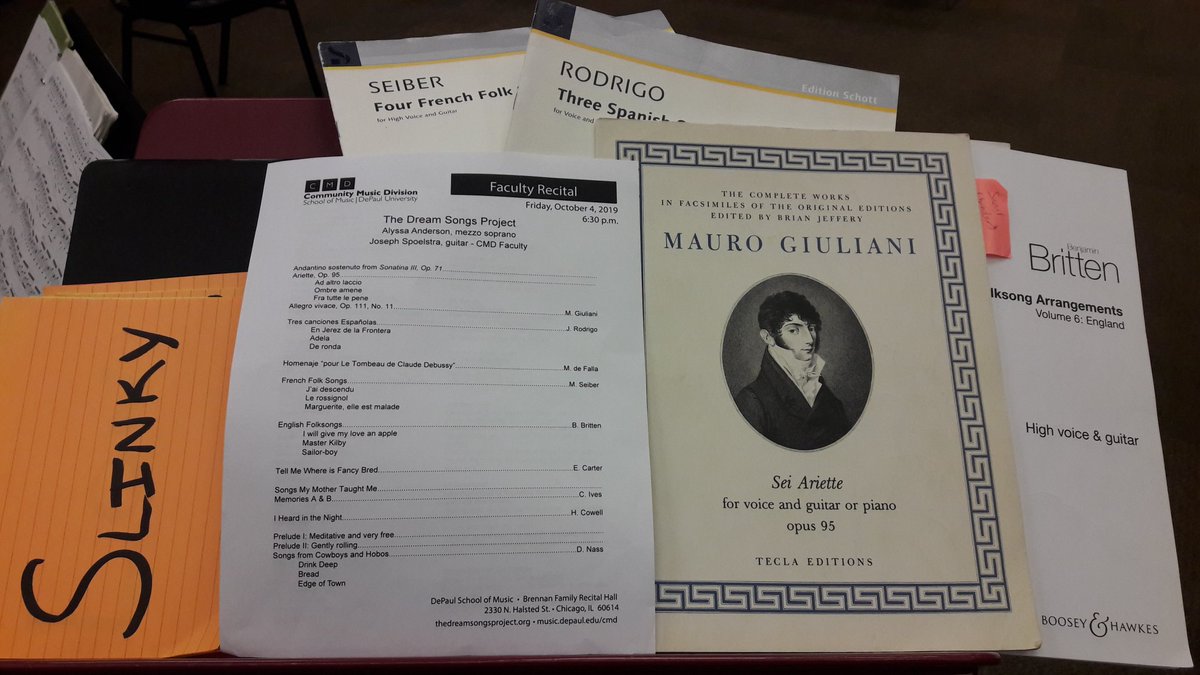 SLINKY
SEIBER
Four French Folk
for High Voice and Guitar
RODRIGO
Three Spanish
for Voice and
Edition Schott
CMD
Community Music Division
School of Music | DePaul University
Faculty Recital
Friday, October 4, 2019
6:30 p.m.
The Dream Songs Project
Alyssa Anderson, mezzo soprano
Joseph Spoelstra, guitar - CMD Faculty
Andantino sostenuto from Sonatina III, Op. 71
Ariette, Op. 95
Ad altro laccio
Ombre amene
Fra tutte le pene
Allegro vivace, Op. 111, No. 11
M. Giuliani
Tres canciones Españolas
J. Rodrigo
En Jerez de la Frontera
Adela
De ronda
Homenaje "pour Le Tombeau de Claude Debussy"
M. de Falla
French Folk Songs
M. Seiber
J'ai descendu
Le rossignol
Marguerite, elle est malade
English Folksongs
B. Britten
I will give my love an apple
Master Kilby
Sailor-boy
Tell Me Where is Fancy Bred
E. Carter
Songs My Mother Taught Me
Memories A & B
C. Ives
I Heard in the Night
H. Cowell
Prelude I: Meditative and very free
Prelude II: Gently rolling
Songs from Cowboys and Hobos
D. Nass
Drink Deep
Bread
Edge of Town
DePaul School of Music • Brennan Family Recital Hall
2330 N. Halsted St. • Chicago, IL 60614
thedreamsongsproject.org • music.depaul.edu/cmd
THE COMPLETE WORKS
IN FACSIMILES OF THE ORIGINAL EDITIONS
EDITED BY BRIAN JEFFERY
MAURO GIULIANI
Sei Ariette
for voice and guitar or piano
opus 95
TECLA EDITIONS
Benjamin
Britten
lksong Arrangements
Volume 6: England
High voice & guitar
BOOSEY & HAWKES